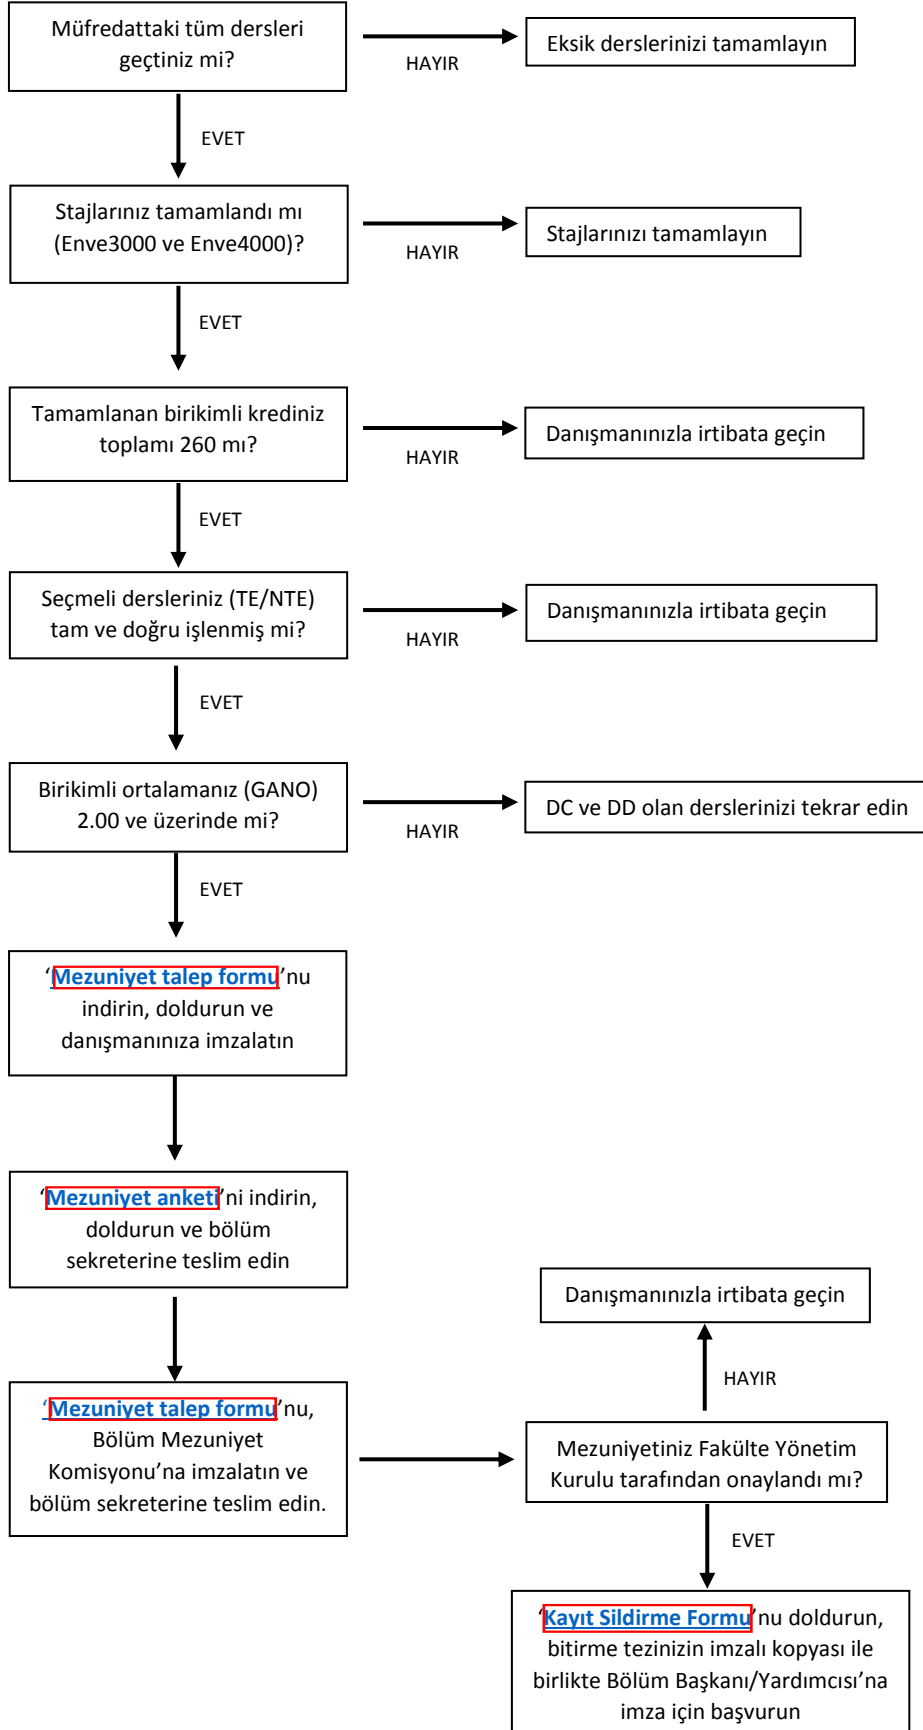 Müfredattaki tüm dersleri
geçtiniz mi?
HAYIR
Eksik derslerinizi tamamlayın
EVET
Stajlarınız tamamlandı mı
(Enve3000 ve Enve4000)?
HAYIR
Stajlarınızı tamamlayın
EVET
Tamamlanan birikimli krediniz
toplamı 260 mı?
HAYIR
Danışmanınızla irtibata geçin
EVET
Seçmeli dersleriniz (TE/NTE)
tam ve doğru işlenmiş mi?
HAYIR
Danışmanınızla irtibata geçin
EVET
Birikimli ortalamanız (GANO)
2.00 ve üzerinde mi?
HAYIR
DC ve DD olan derslerinizi tekrar edin
EVET
‘Mezuniyet talep formu’nu
indirin, doldurun ve
danışmanınıza imzalatın
‘Mezuniyet anketi’ni indirin,
doldurun ve bölüm
sekreterine teslim edin
‘Mezuniyet talep formu’nu,
Bölüm Mezuniyet
Komisyonu’na imzalatın ve
bölüm sekreterine teslim edin.
Danışmanınızla irtibata geçin
HAYIR
Mezuniyetiniz Fakülte Yönetim
Kurulu tarafından onaylandı mı?
EVET
‘Kayıt Sildirme Formu’nu doldurun,
bitirme tezinizin imzalı kopyası ile
birlikte Bölüm Başkanı/Yardımcısı’na
imza için başvurun